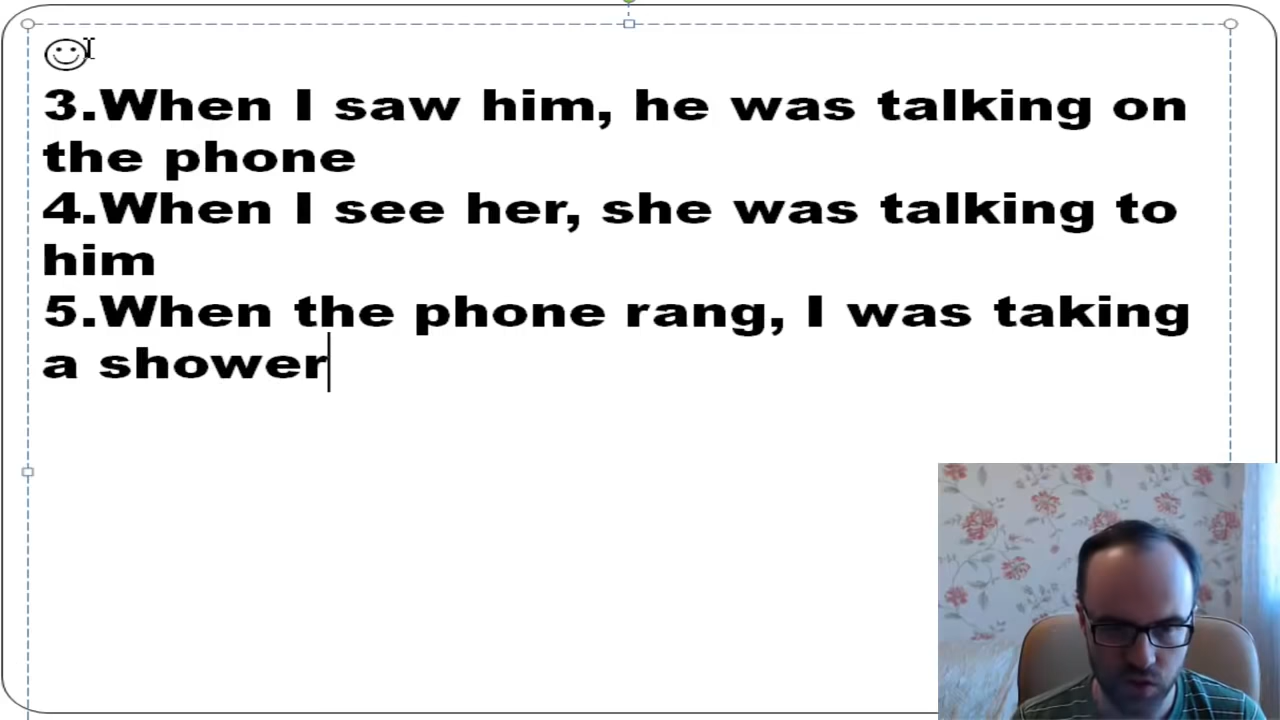 3.When I saw him, he was talking on
the phone
4.When I see her, she was talking to
him
5.When the phone rang, I was taking
a shower